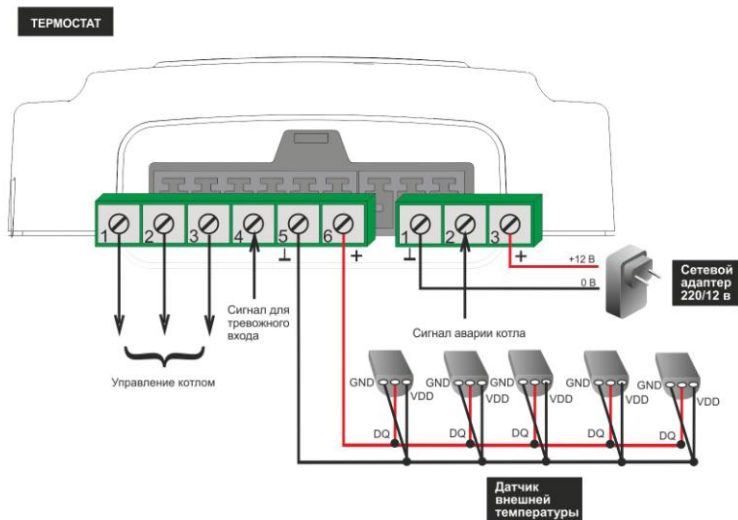 ТЕРМОСТАТ
1 2 3 4 5 6
⊥ +
1 2 3
⊥ +
+12 В
0 В
Сетевой
адаптер
220/12 в
Сигнал для
тревожного
входа
Сигнал аварии котла
Управление котлом
GND VDD DQ
GND VDD DQ
GND VDD DQ
GND VDD DQ
GND VDD DQ
Датчик
внешней
температуры